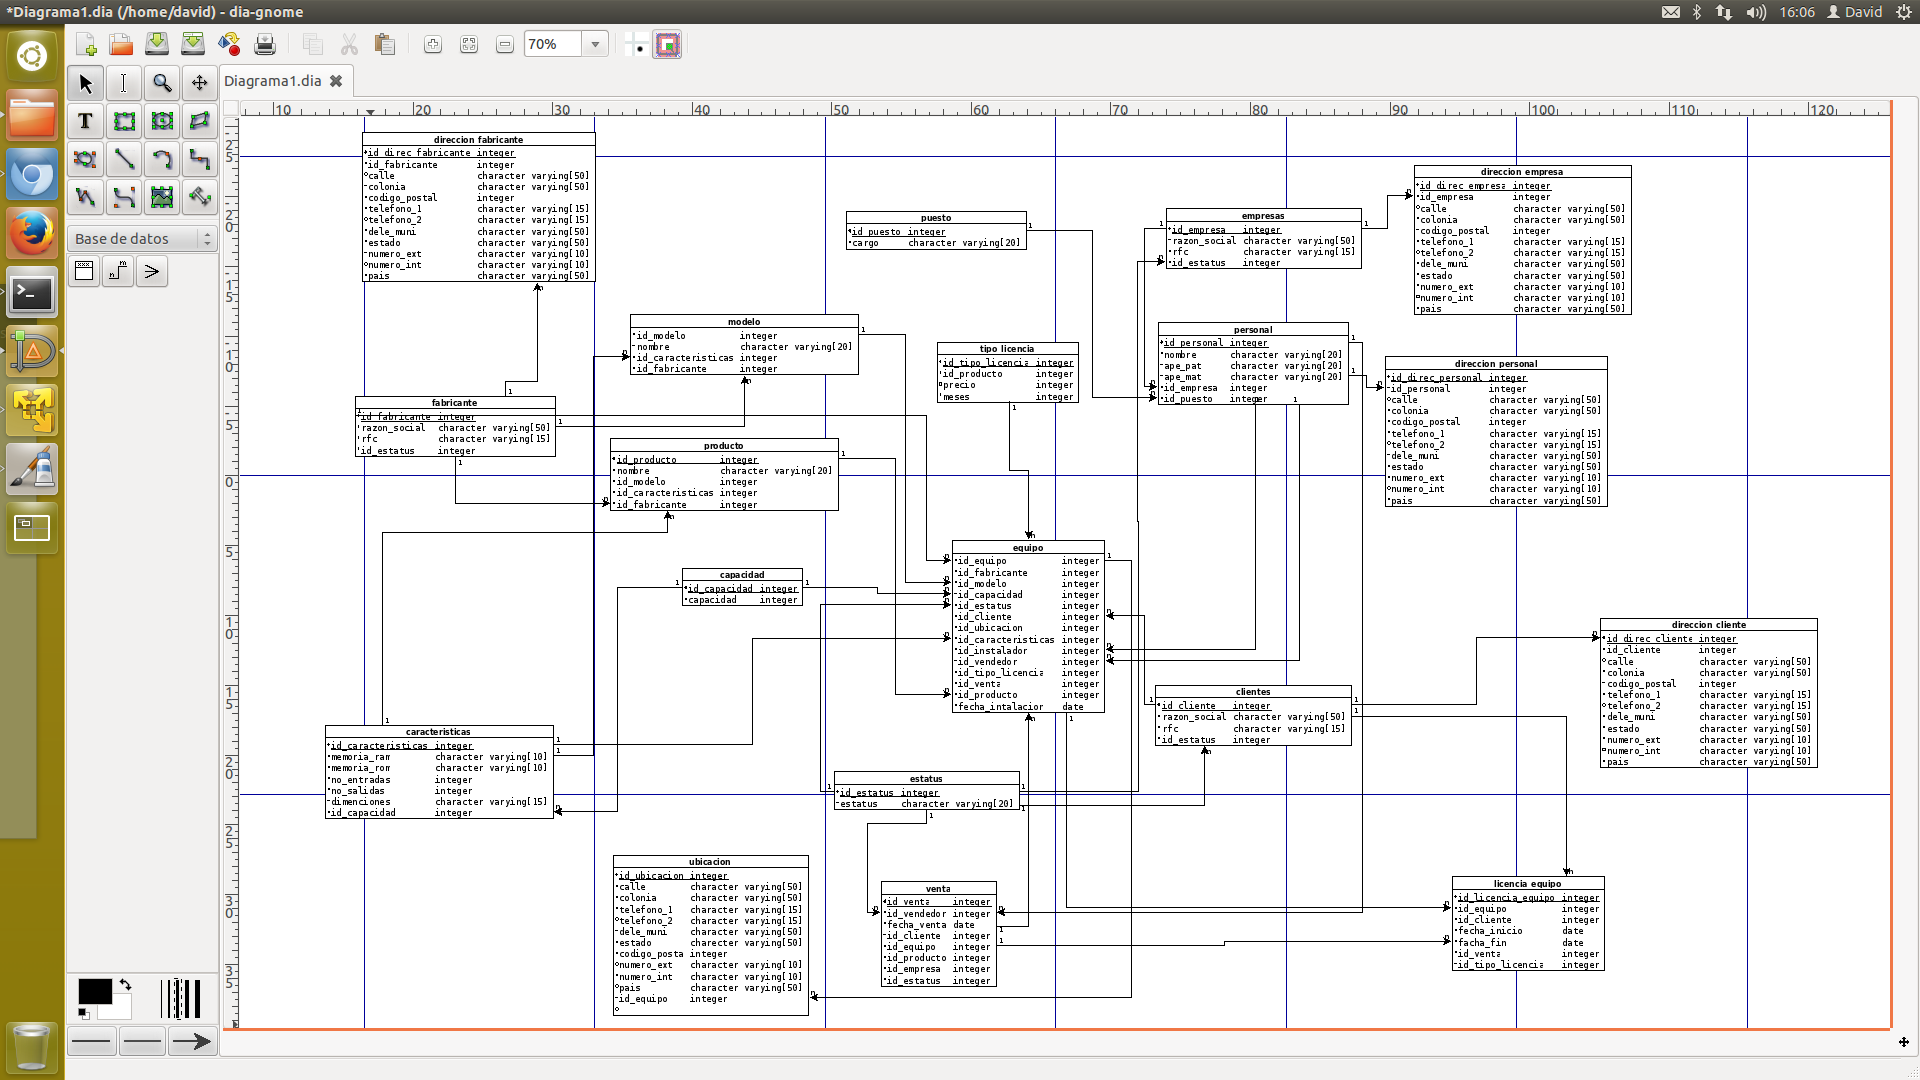 *Diagrama1.dia (/home/david) - dia-gnome
16:06 David
70%
Diagrama1.dia
10 20 30 40 50 60 70 80 90 100 110 120
Base de datos
direccion fabricante
id_direc_fabricante integer
id_fabricante integer
calle character varying[50]
colonia character varying[50]
codigo_postal integer
telefono_1 character varying[15]
telefono_2 character varying[15]
dele_muni character varying[50]
estado character varying[50]
numero_ext character varying[10]
numero_int character varying[10]
pais character varying[50]
puesto
id_puesto integer
cargo character varying[20]
empresas
id_empresa integer
razon_social character varying[50]
rfc character varying[15]
id_estatus integer
direccion empresa
id_direc_empresa integer
id_empresa integer
calle character varying[50]
colonia character varying[50]
codigo_postal integer
telefono_1 character varying[15]
telefono_2 character varying[15]
dele_muni character varying[50]
estado character varying[50]
numero_ext character varying[10]
numero_int character varying[10]
pais character varying[50]
modelo
id_modelo integer
nombre character varying[20]
id_caracteristicas integer
id_fabricante integer
tipo licencia
id_tipo_licencia integer
id_producto integer
precio integer
meses integer
personal
id_personal integer
nombre character varying[20]
ape_pat character varying[20]
ape_mat character varying[20]
id_empresa integer
id_puesto integer
direccion personal
id_direc_personal integer
id_personal integer
calle character varying[50]
colonia character varying[50]
codigo_postal integer
telefono_1 character varying[15]
telefono_2 character varying[15]
dele_muni character varying[50]
estado character varying[50]
numero_ext character varying[10]
numero_int character varying[10]
pais character varying[50]
fabricante
id_fabricante integer
razon_social character varying[50]
rfc character varying[15]
id_estatus integer
producto
id_producto integer
nombre character varying[20]
id_modelo integer
id_caracteristicas integer
id_fabricante integer
capacidad
id_capacidad integer
capacidad integer
equipo
id_equipo integer
id_fabricante integer
id_modelo integer
id_capacidad integer
id_estatus integer
id_cliente integer
id_ubicacion integer
id_caracteristicas integer
id_instalador integer
id_vendedor integer
id_tipo_licencia integer
id_venta integer
id_producto integer
fecha_intalacior date
direccion cliente
id_direc_cliente integer
id_cliente integer
calle character varying[50]
colonia character varying[50]
codigo_postal integer
telefono_1 character varying[15]
telefono_2 character varying[15]
dele_muni character varying[50]
estado character varying[50]
numero_ext character varying[10]
numero_int character varying[10]
pais character varying[50]
clientes
id_cliente integer
razon_social character varying[50]
rfc character varying[15]
id_estatus integer
caracteristicas
id_caracteristicas integer
memoria_ram character varying[10]
memoria_rom character varying[10]
no_entradas integer
no_salidas integer
dimenciones character varying[15]
id_capacidad integer
estatus
id_estatus integer
estatus character varying[20]
ubicacion
id_ubicacion integer
calle character varying[50]
colonia character varying[50]
telefono_1 character varying[15]
telefono_2 character varying[15]
dele_muni character varying[50]
estado character varying[50]
codigo_posta integer
numero_ext character varying[10]
numero_int character varying[10]
pais character varying[50]
id_equipo integer
venta
id_venta integer
id_vendedor integer
fecha_venta date
id_cliente integer
id_equipo integer
id_producto integer
id_empresa integer
id_estatus integer
licencia equipo
id_licencia_equipo integer
id_equipo integer
id_cliente integer
fecha_inicio date
facha_fin date
id_venta integer
id_tipo_licencia integer